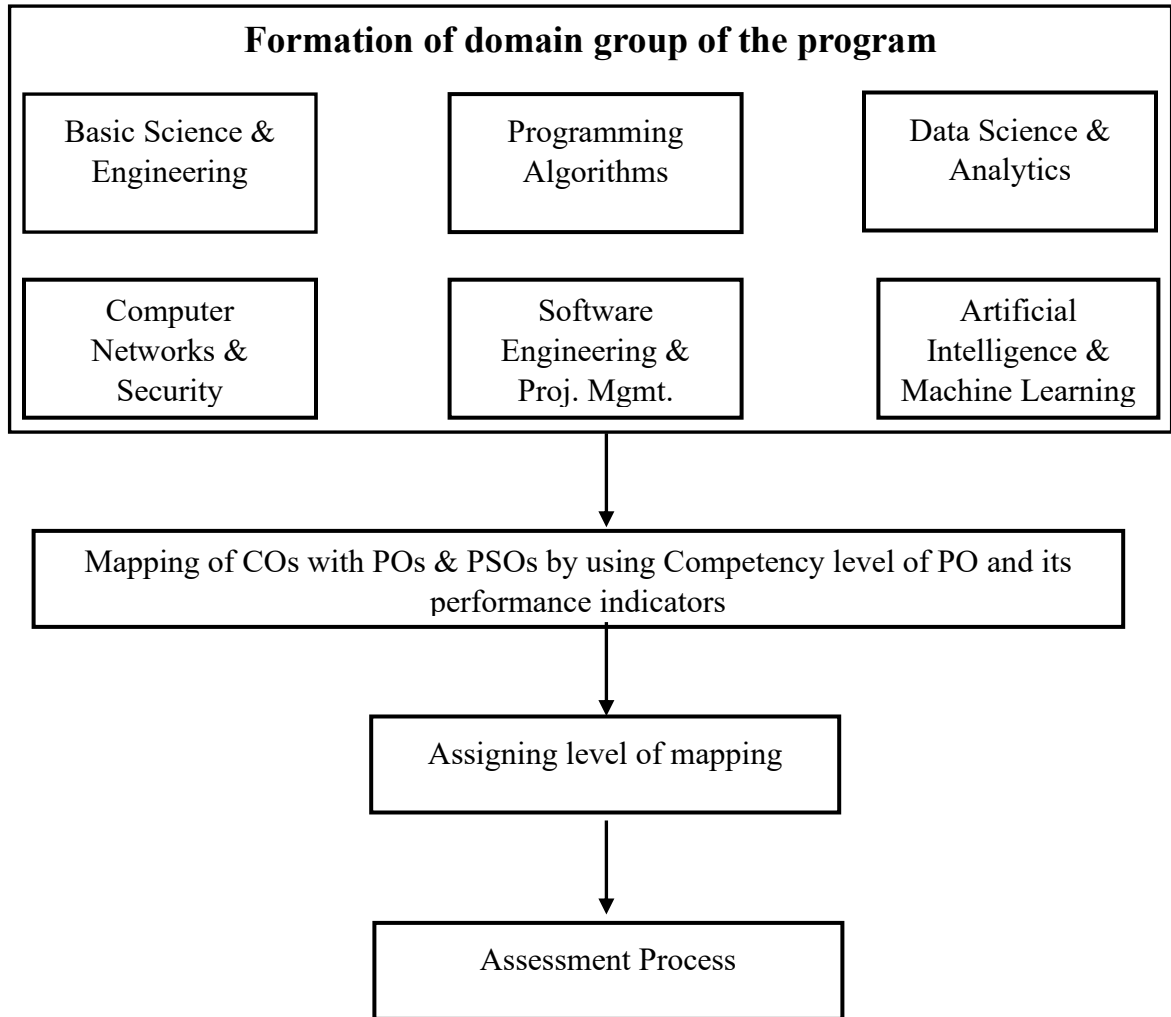 Formation of domain group of the program
Basic Science &
Engineering
Programming
Algorithms
Data Science &
Analytics
Computer
Networks &
Security
Software
Engineering &
Proj. Mgmt.
Artificial
Intelligence &
Machine Learning
Mapping of COs with POs & PSOs by using Competency level of PO and its
performance indicators
Assigning level of mapping
Assessment Process